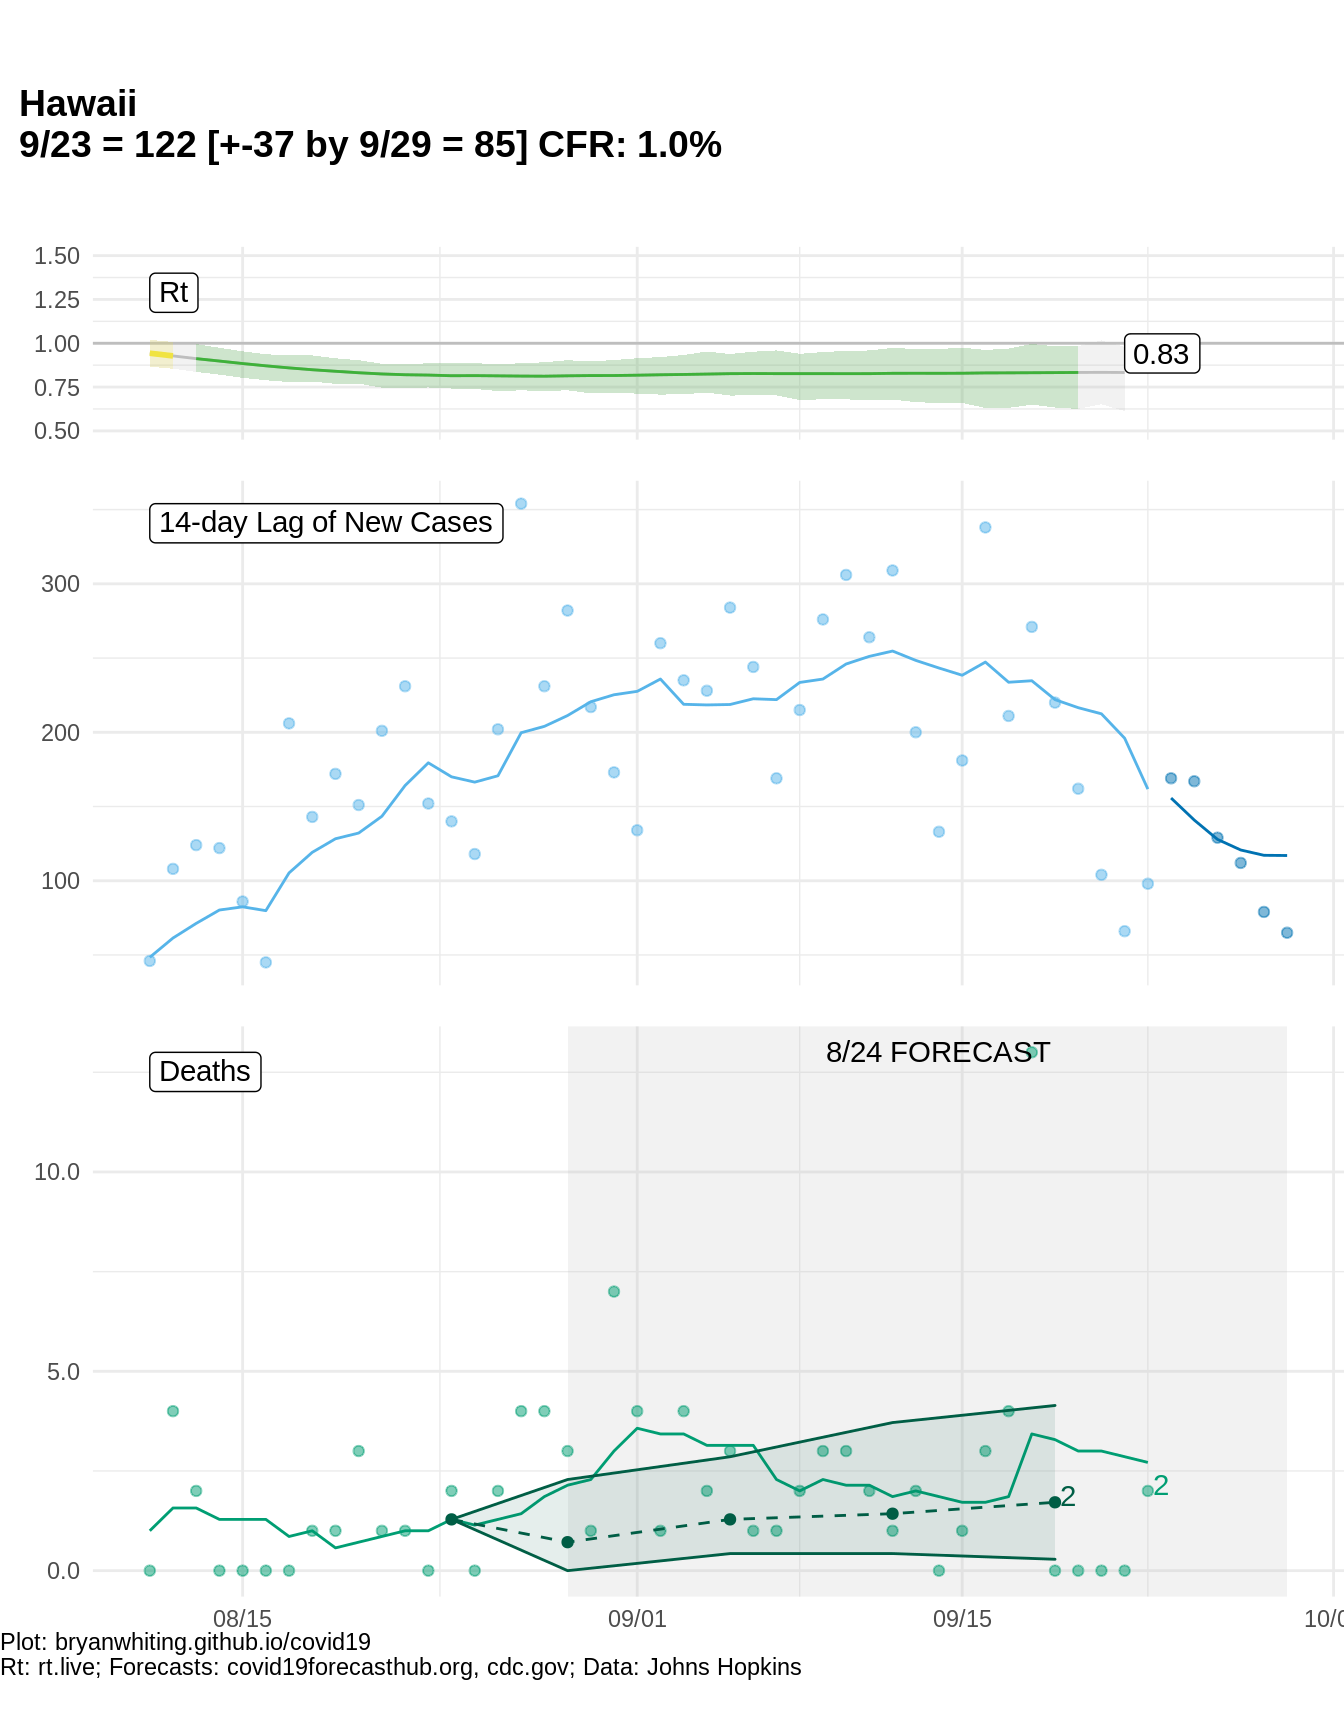 Hawaii
9/23 = 122 [+-37 by 9/29 = 85] CFR: 1.0%
1.50
Rt
1.25
1.00
0.83
0.75
0.50
14-day Lag of New Cases
300
200
100
8/24 FORECAST
Deaths
10.0
5.0
2
2
0.0
08/15
09/01
09/15
10/0
Plot: bryanwhiting.github.io/covid19
Rt: rt.live; Forecasts: covid19forecasthub.org, cdc.gov; Data: Johns Hopkins